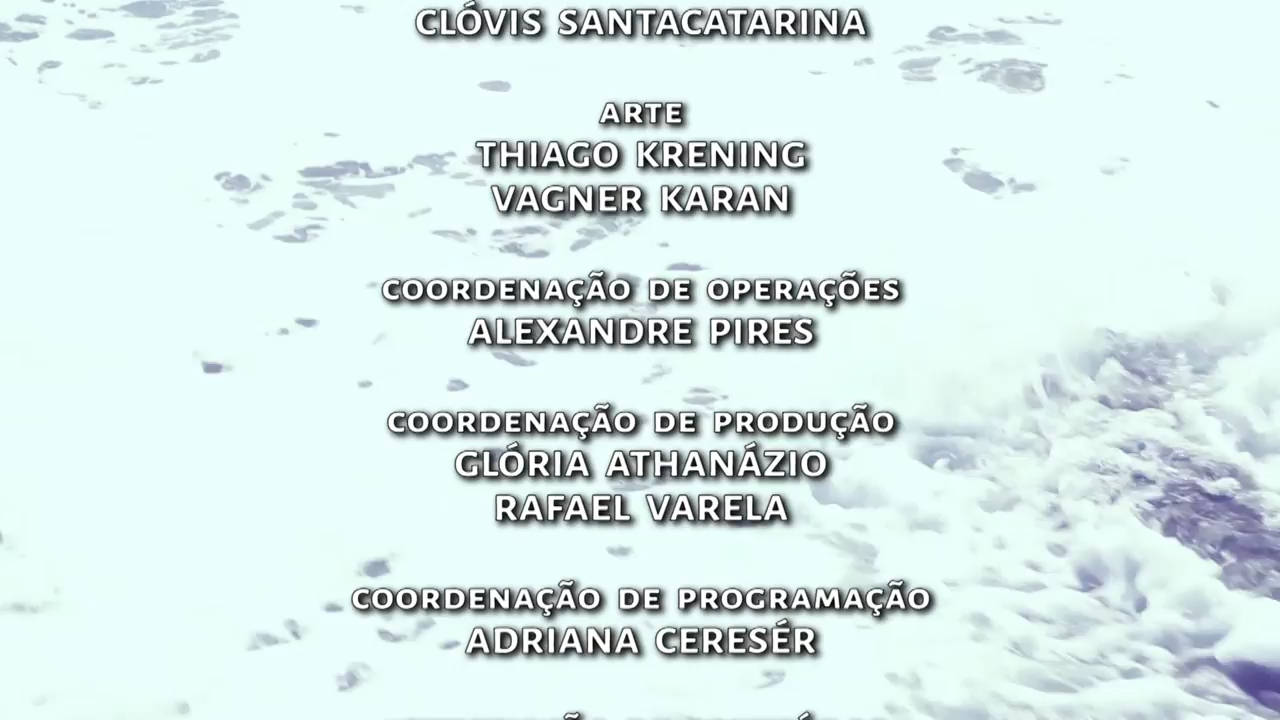 CLÓVIS SANTACATARINA
ARTE
THIAGO KRENING
VAGNER KARAN
COORDENAÇÃO DE OPERAÇÕES
ALEXANDRE PIRES
COORDENAÇÃO DE PRODUÇÃO
GLÓRIA ATHANÁZIO
RAFAEL VARELA
COORDENAÇÃO DE PROGRAMAÇÃO
ADRIANA CERESÉR